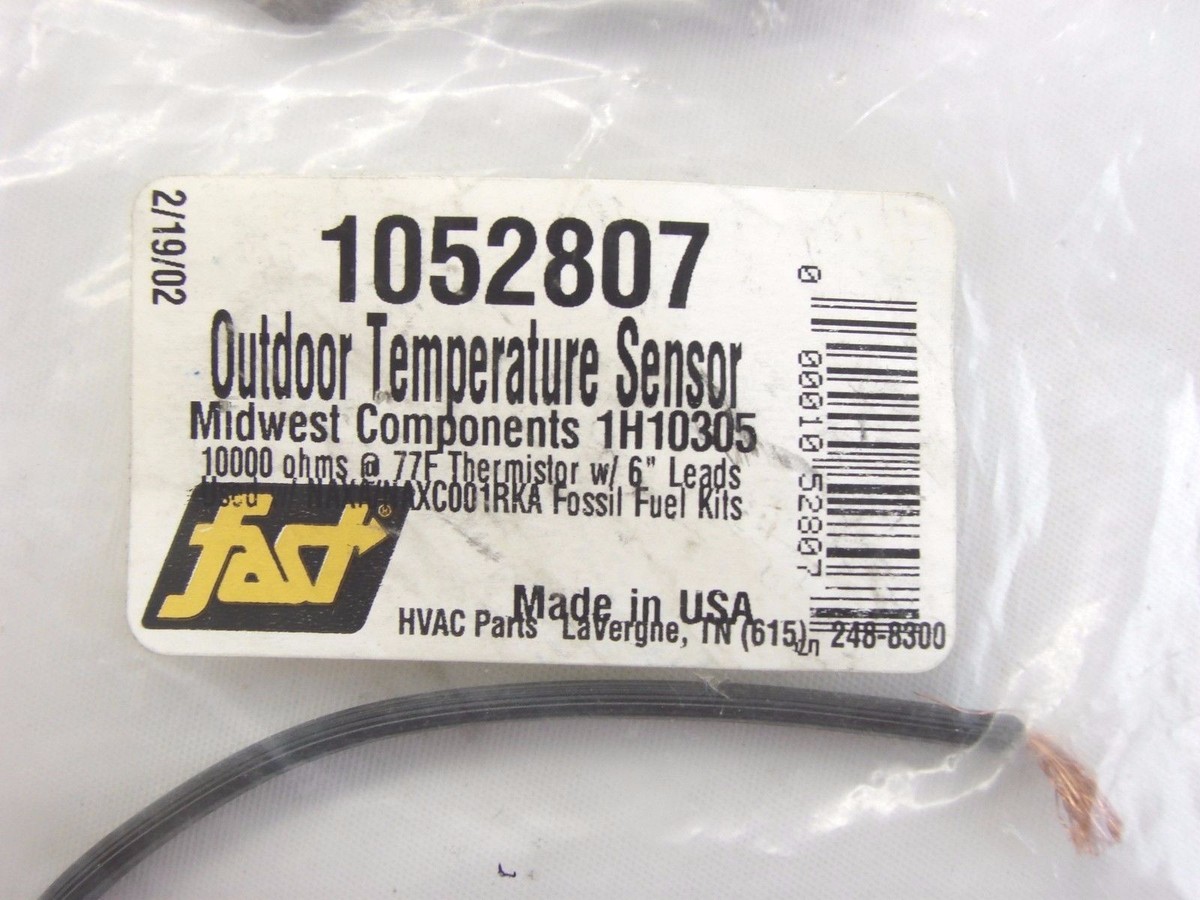 2/19/02
1052807
Outdoor Temperature Sensor
Midwest Components 1H10305
10000 ohms @ 77F Thermistor w/ 6" Leads
Used w/ Fossil Fuel Kits
fast®
Made in USA
HVAC Parts LaVergne, TN (615) 248-8300
0 00010 52807